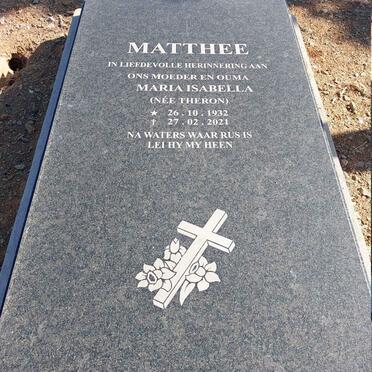 MATTHEE
IN LIEFDEVOLLE HERINNERING AAN
ONS MOEDER EN OUMA
MARIA ISABELLA
(NÉE THERON)
★ 26 . 10 . 1932
† 27 . 02 . 2021
NA WATERS WAAR RUS IS
LEI HY MY HEEN